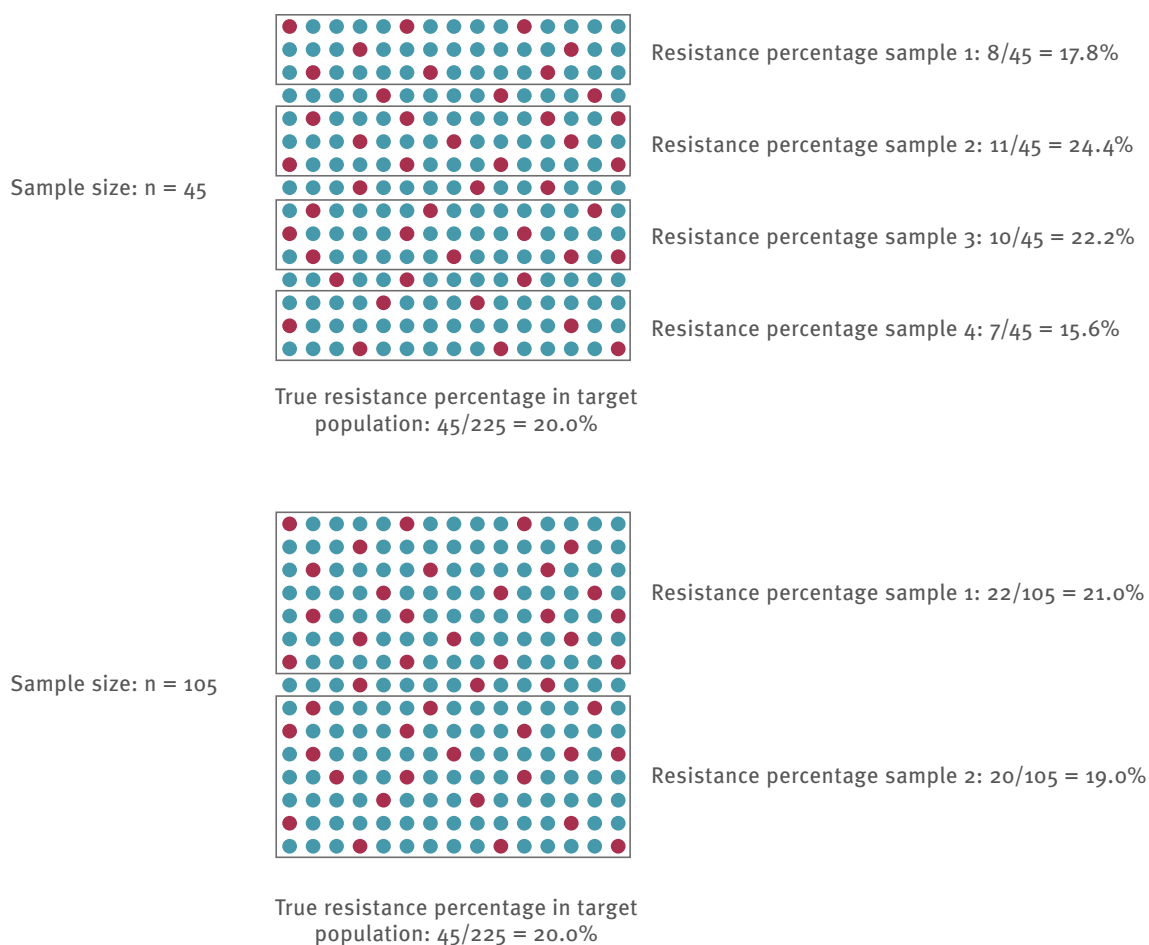 Resistance percentage sample 1: 8/45 = 17.8%
Resistance percentage sample 2: 11/45 = 24.4%
Sample size: n = 45
Resistance percentage sample 3: 10/45 = 22.2%
Resistance percentage sample 4: 7/45 = 15.6%
True resistance percentage in target
population: 45/225 = 20.0%
Resistance percentage sample 1: 22/105 = 21.0%
Sample size: n = 105
Resistance percentage sample 2: 20/105 = 19.0%
True resistance percentage in target
population: 45/225 = 20.0%